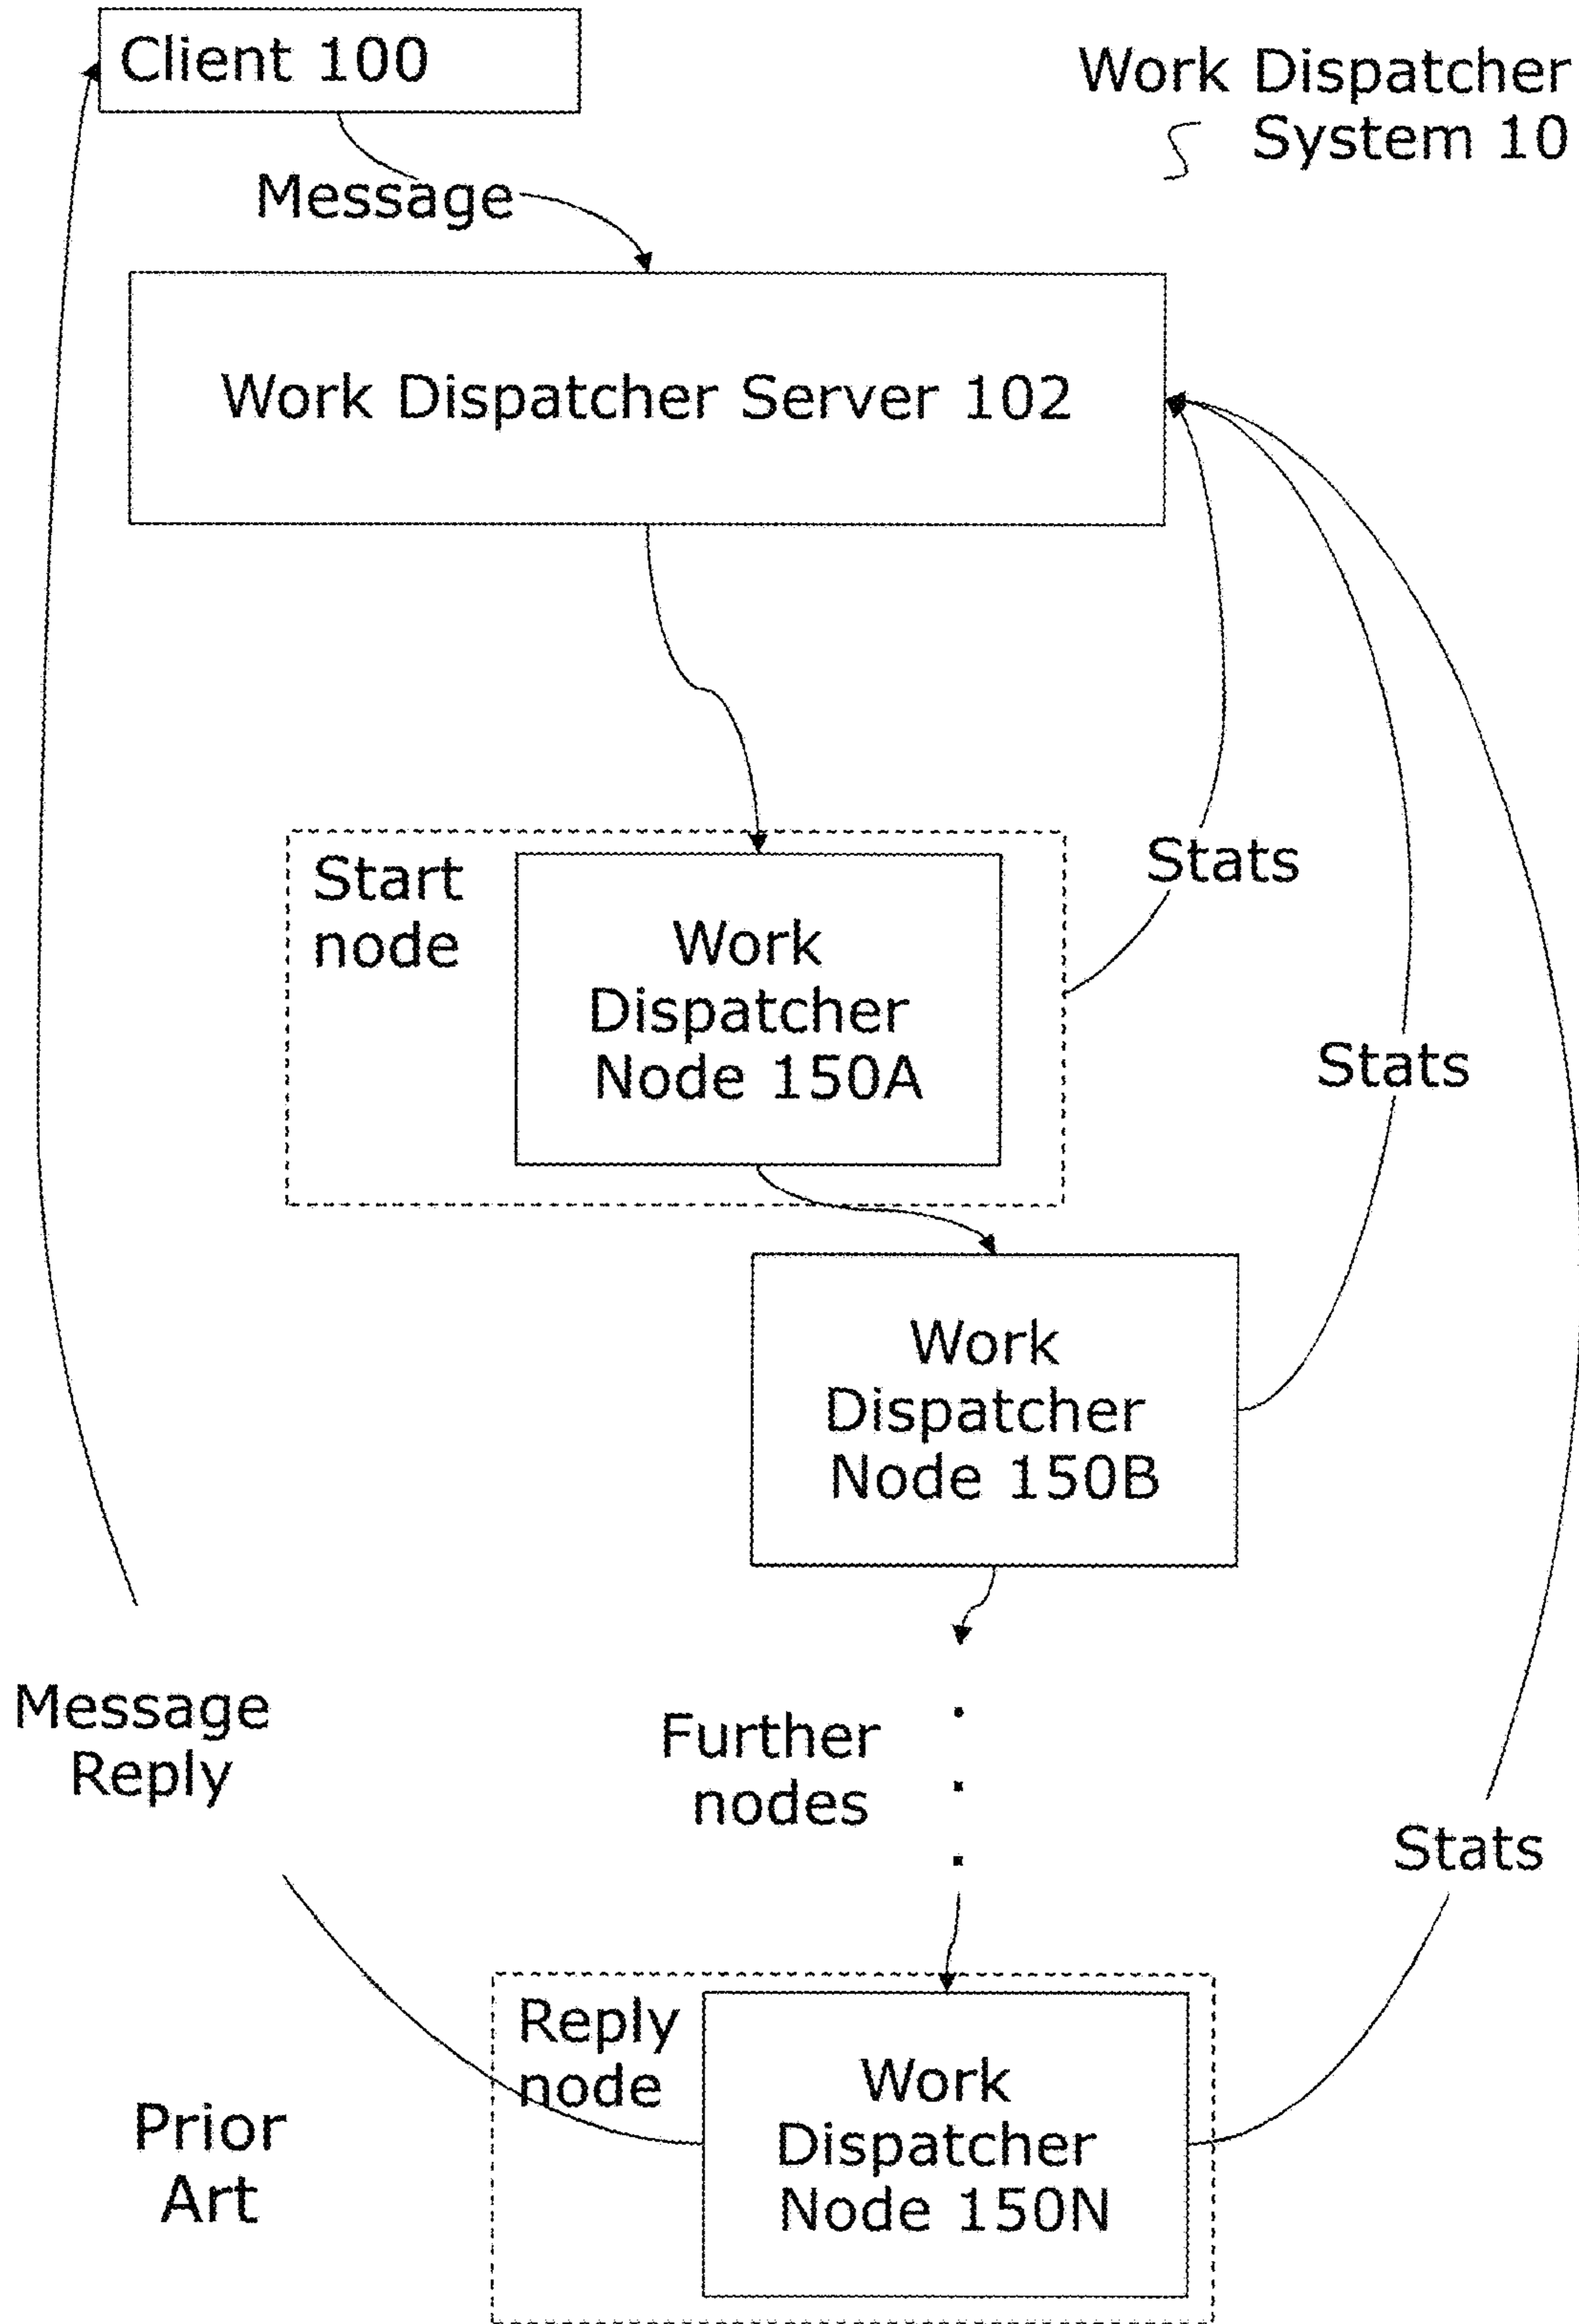 Client 100
Work Dispatcher
System 10
Message
Work Dispatcher Server 102
Start
node
Work
Dispatcher
Node 150A
Stats
Stats
Work
Dispatcher
Node 150B
Message
Reply
Further
nodes
Stats
Reply
node
Work
Dispatcher
Node 150N
Prior
Art